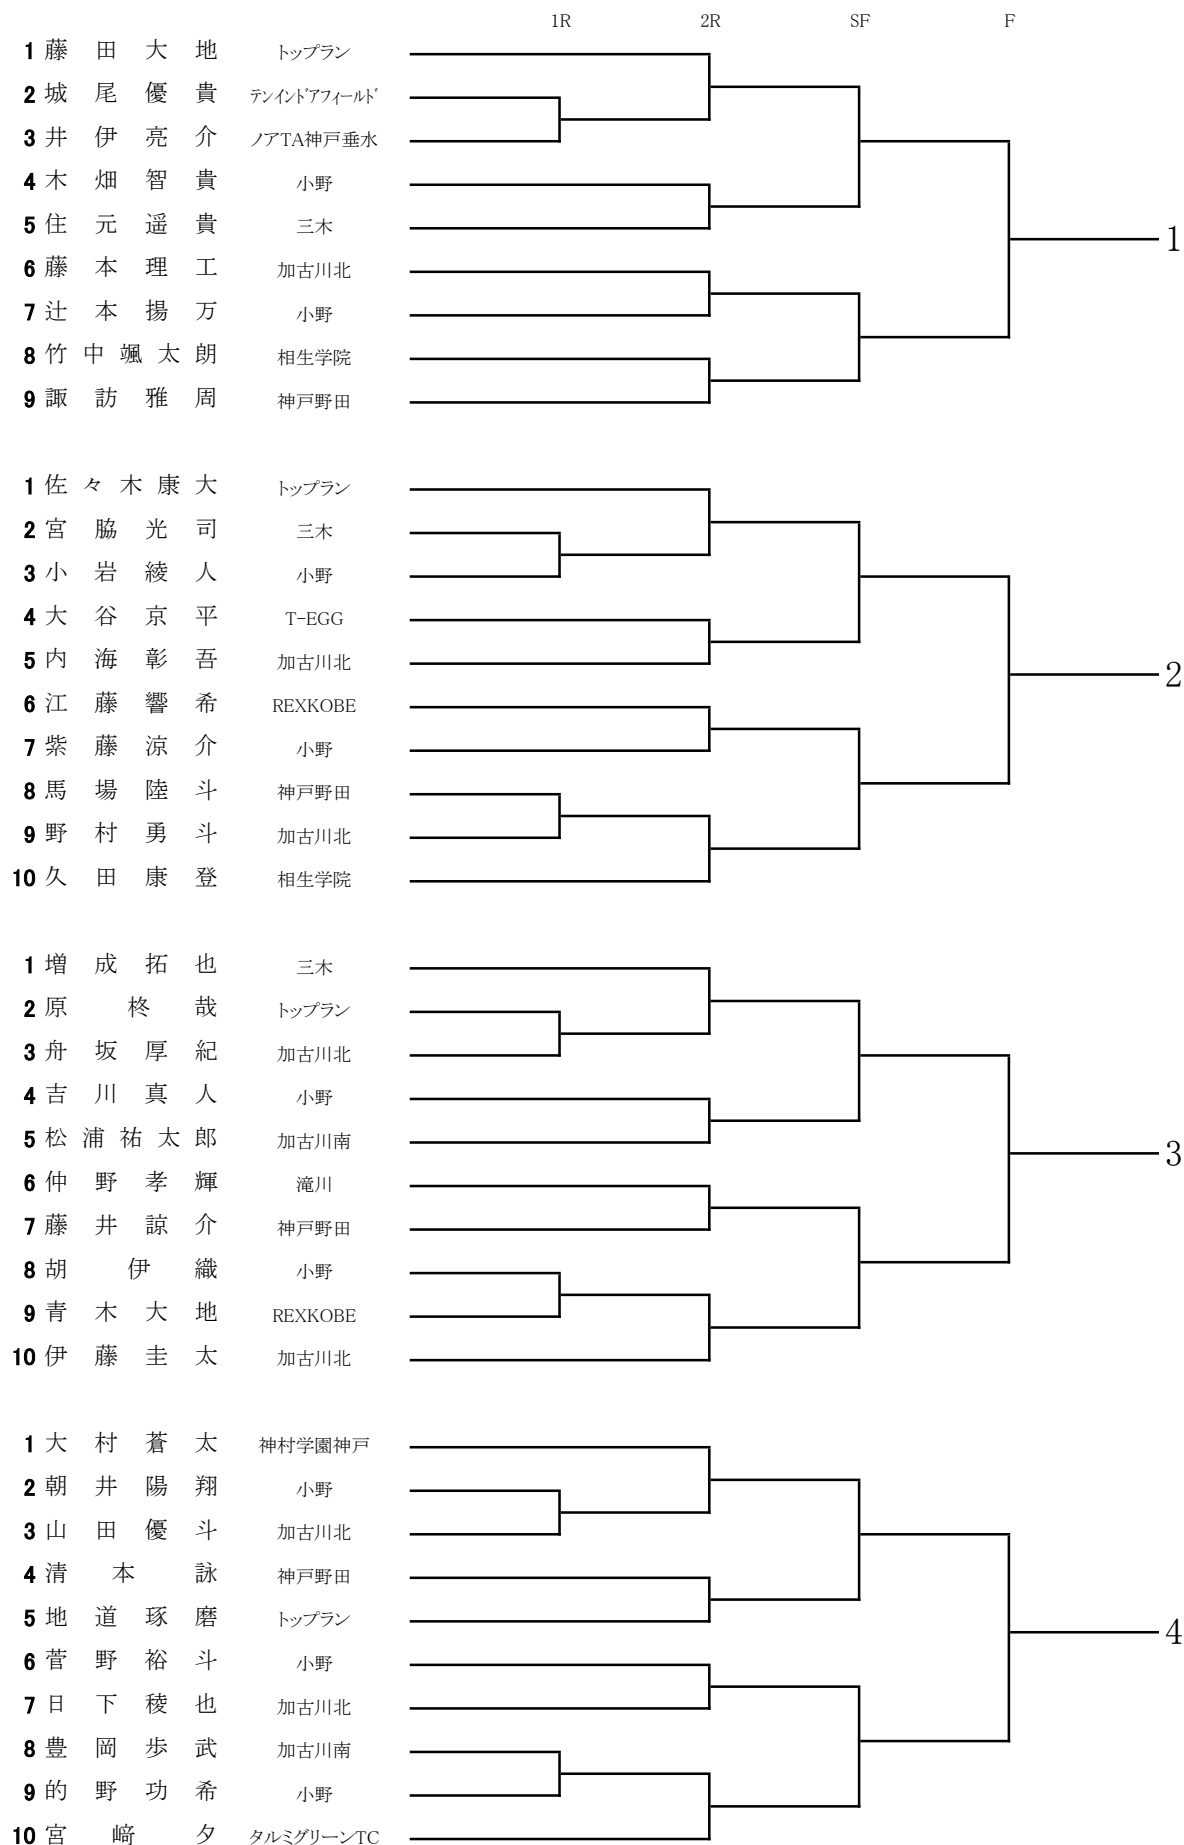 1R 2R SF F
1 藤田大地 トップラン
2 城尾優貴 テンインドアフィールド
3 井伊亮介 ノアTA神戸垂水
4 木畑智貴 小野
5 住元遥貴 三木
1
6 藤本理工 加古川北
7 辻本揚万 小野
8 竹中颯太朗 相生学院
9 諏訪雅周 神戸野田
1 佐々木康大 トップラン
2 宮脇光司 三木
3 小岩綾人 小野
4 大谷京平 T-EGG
5 内海彰吾 加古川北
2
6 江藤響希 REXKOBE
7 紫藤涼介 小野
8 馬場陸斗 神戸野田
9 野村勇斗 加古川北
10 久田康登 相生学院
1 増成拓也 三木
2 原柊哉 トップラン
3 舟坂厚紀 加古川北
4 吉川真人 小野
5 松浦祐太郎 加古川南
3
6 仲野孝輝 滝川
7 藤井諒介 神戸野田
8 胡伊織 小野
9 青木大地 REXKOBE
10 伊藤圭太 加古川北
1 大村蒼太 神村学園神戸
2 朝井陽翔 小野
3 山田優斗 加古川北
4 清本詠 神戸野田
5 地道琢磨 トップラン
4
6 菅野裕斗 小野
7 日下稜也 加古川北
8 豊岡歩武 加古川南
9 的野功希 小野
10 宮﨑夕 タルミグリーンTC